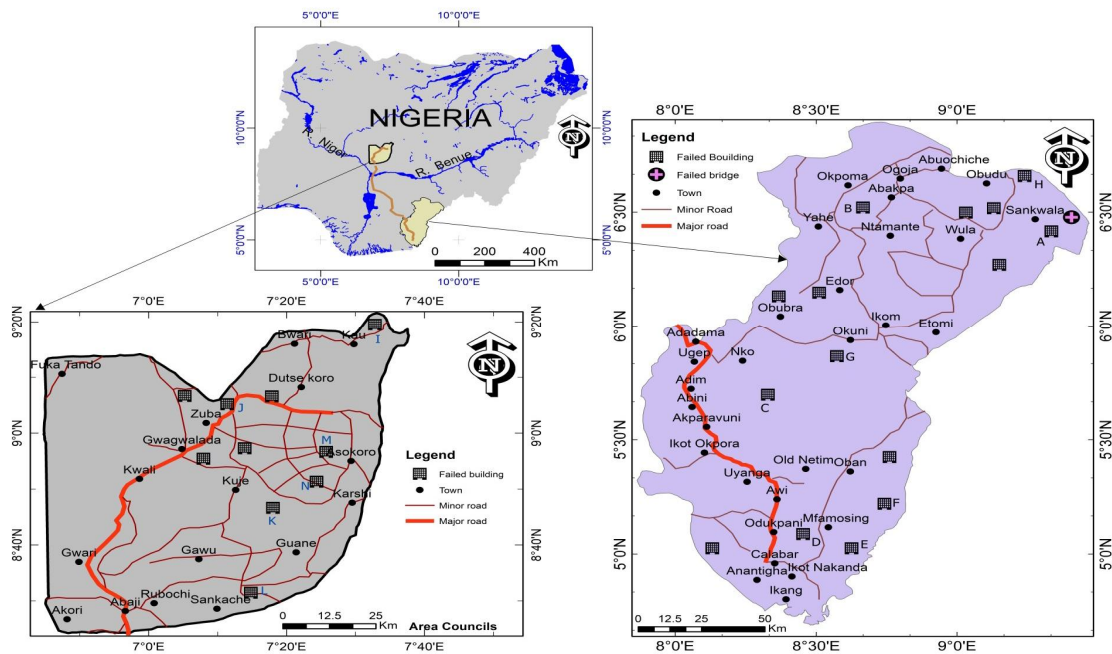 5°0'0"E
10°0'0"E
10°0'0"N
5°0'0"N
NIGERIA
R. Niger
R. Benue
N
10°0'0"N
5°0'0"N
0
200
400
Km
5°0'0"E
10°0'0"E
7°0'E
7°20'E
7°40'E
9°20'N
9°0'N
8°40'N
Bwari
Kau
I
Fuka Tando
Dutse koro
Zuba
J
Gwagwalada
M
Asokoro
Kwali
Kuje
N
Karshi
K
Gwari
Gawu
Guane
L
Rubochi
Sankache
Akori
Abaji
N
Legend
Failed building
Town
Minor road
Major road
0
12.5
25
Km
Area Councils
7°0'E
7°20'E
7°40'E
8°0'E
8°30'E
9°0'E
6°30'N
6°0'N
5°30'N
5°0'N
Legend
Failed Bouilding
Failed bridge
Town
Minor Road
Major road
N
Abuochiche
Ogoja
Okpoma
Obudu
H
Abakpa
B
Sankwala
Yahe
Ntamante
Wula
A
Edor
Obubra
Ikom
Etomi
Adadama
Okuni
Ugep
Nko
G
Adim
C
Abini
Akparavuni
Ikot Okpora
Old Netim
Oban
Uyanga
Awi
F
Mfamosing
Odukpani
D
E
Calabar
Anantigha
Ikot Nakanda
Ikang
6°30'N
6°0'N
5°30'N
5°0'N
0
12.5
25
50
Km
8°0'E
8°30'E
9°0'E